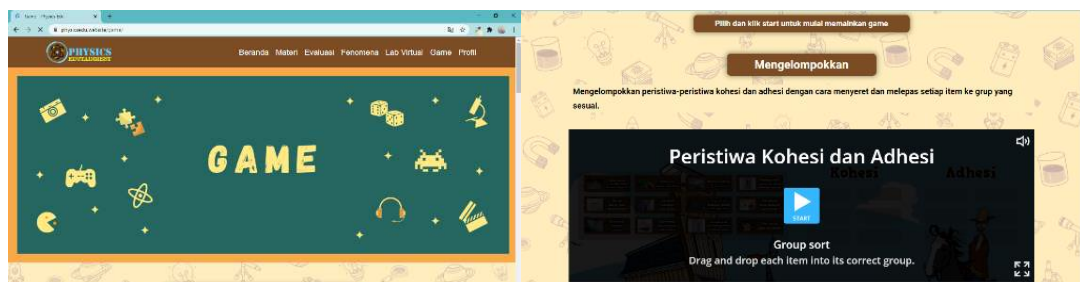 PHYSICS
EDUTAINMENT
Beranda Materi Evaluasi Fenomena Lab Virtual Game Profil
GAME
Pilih dan klik start untuk mulai memainkan game
Mengelompokkan
Mengelompokkan peristiwa-peristiwa kohesi dan adhesi dengan cara menyeret dan melepas setiap item ke grup yang
sesuai.
Peristiwa Kohesi dan Adhesi
Kohesi Adhesi
START
Group sort
Drag and drop each item into its correct group.